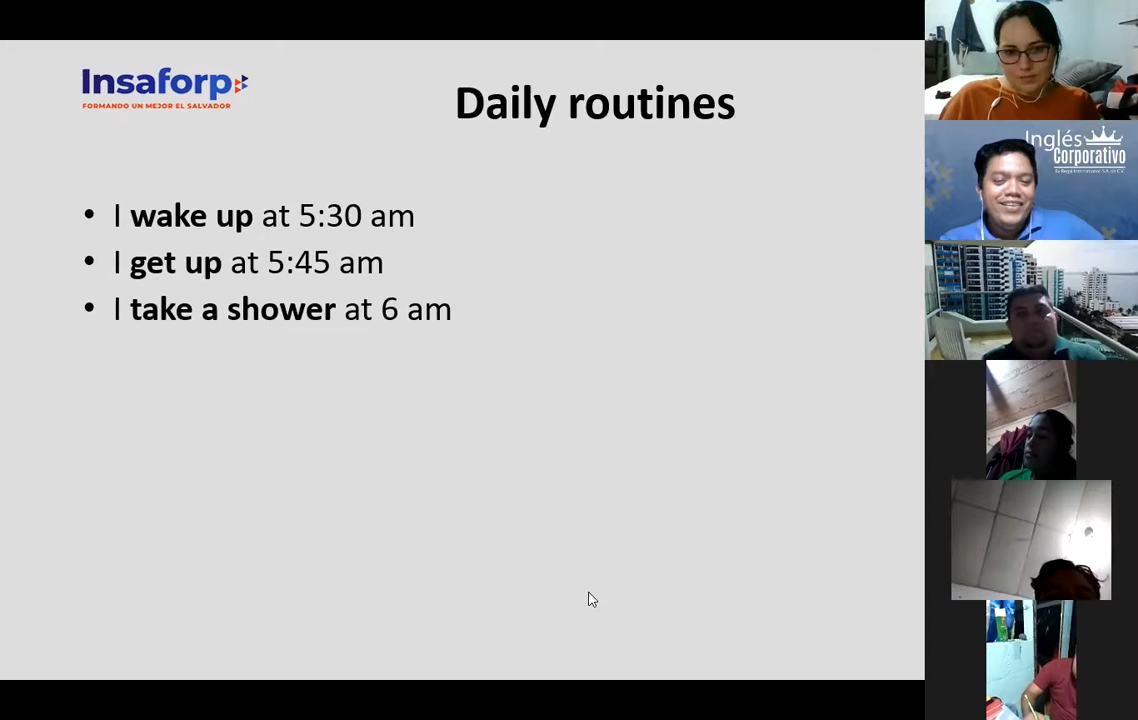 Insaforp
FORMANDO UN MEJOR EL SALVADOR
Daily routines
• I wake up at 5:30 am
• I get up at 5:45 am
• I take a shower at 6 am
Inglés
Corporativo